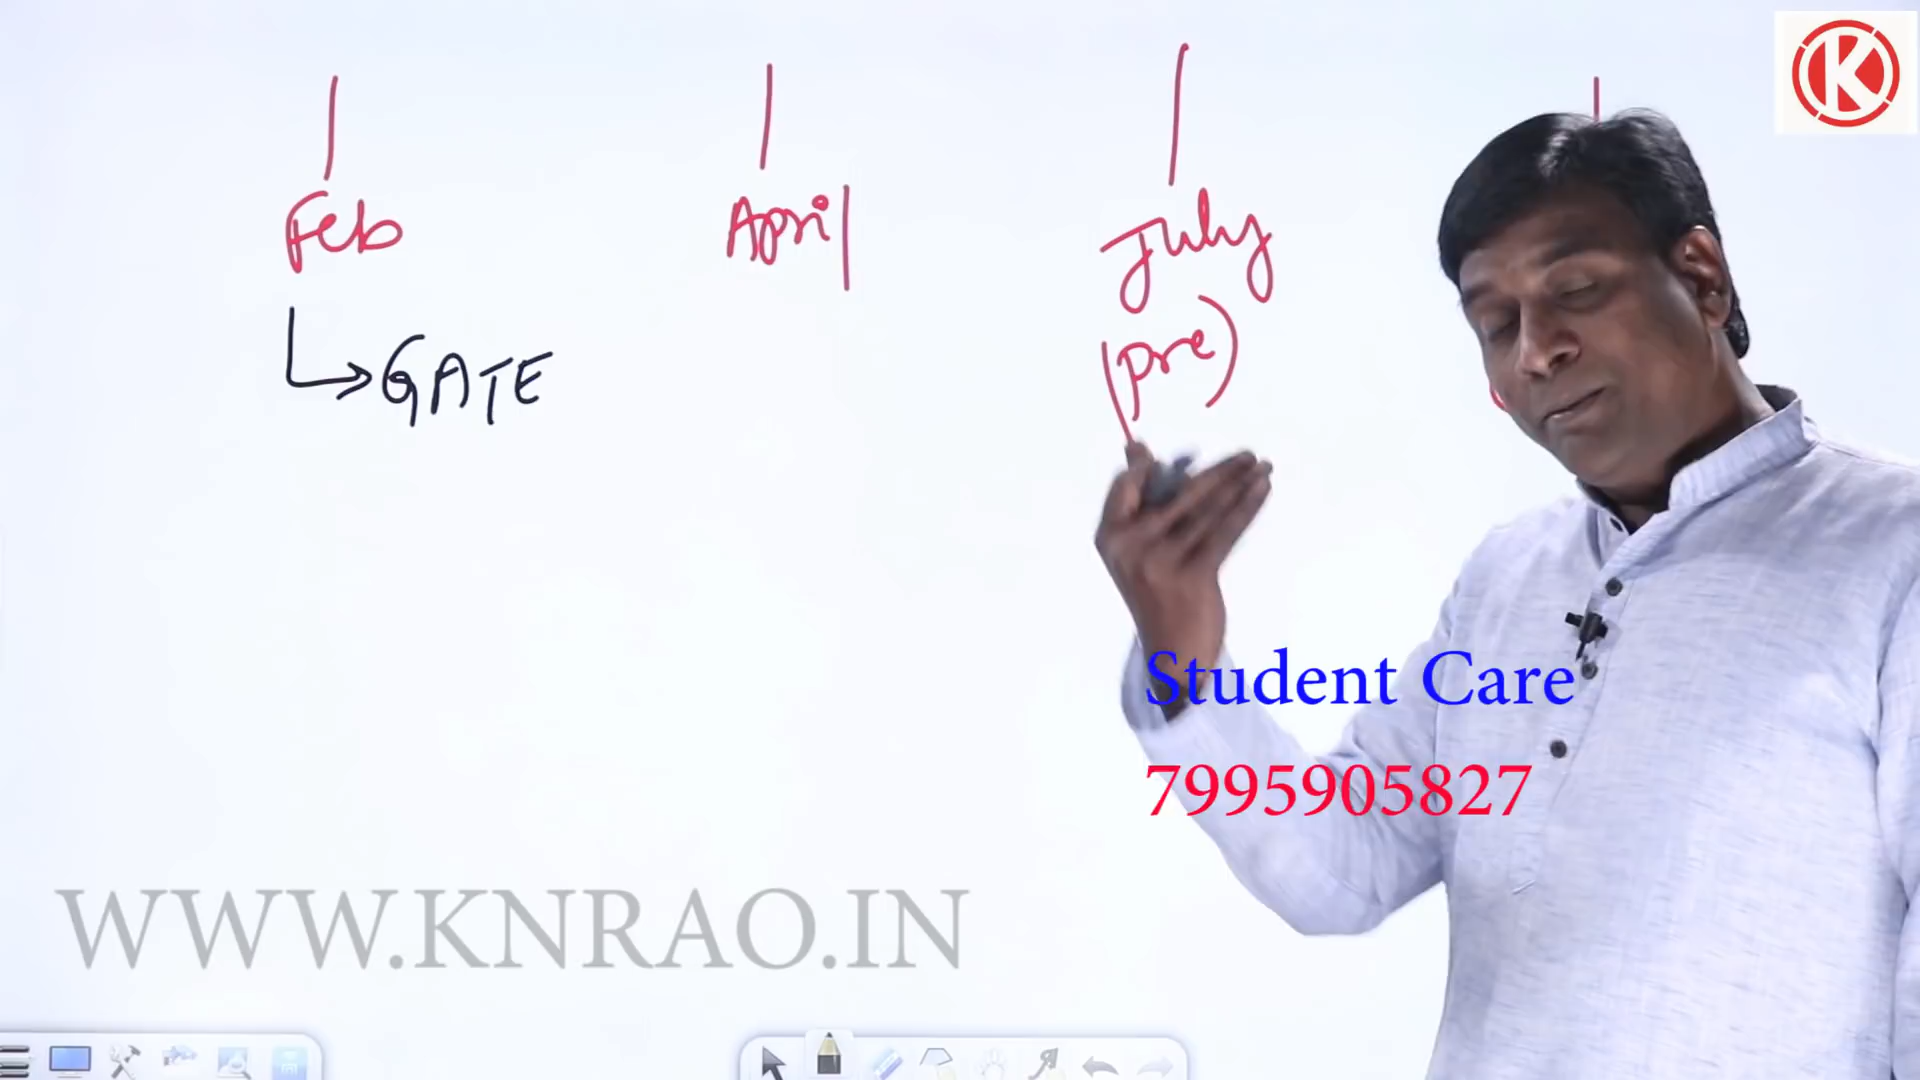 K
Feb
April
July
(pre)
GATE
Student Care
7995905827
WWW.KNRAO.IN